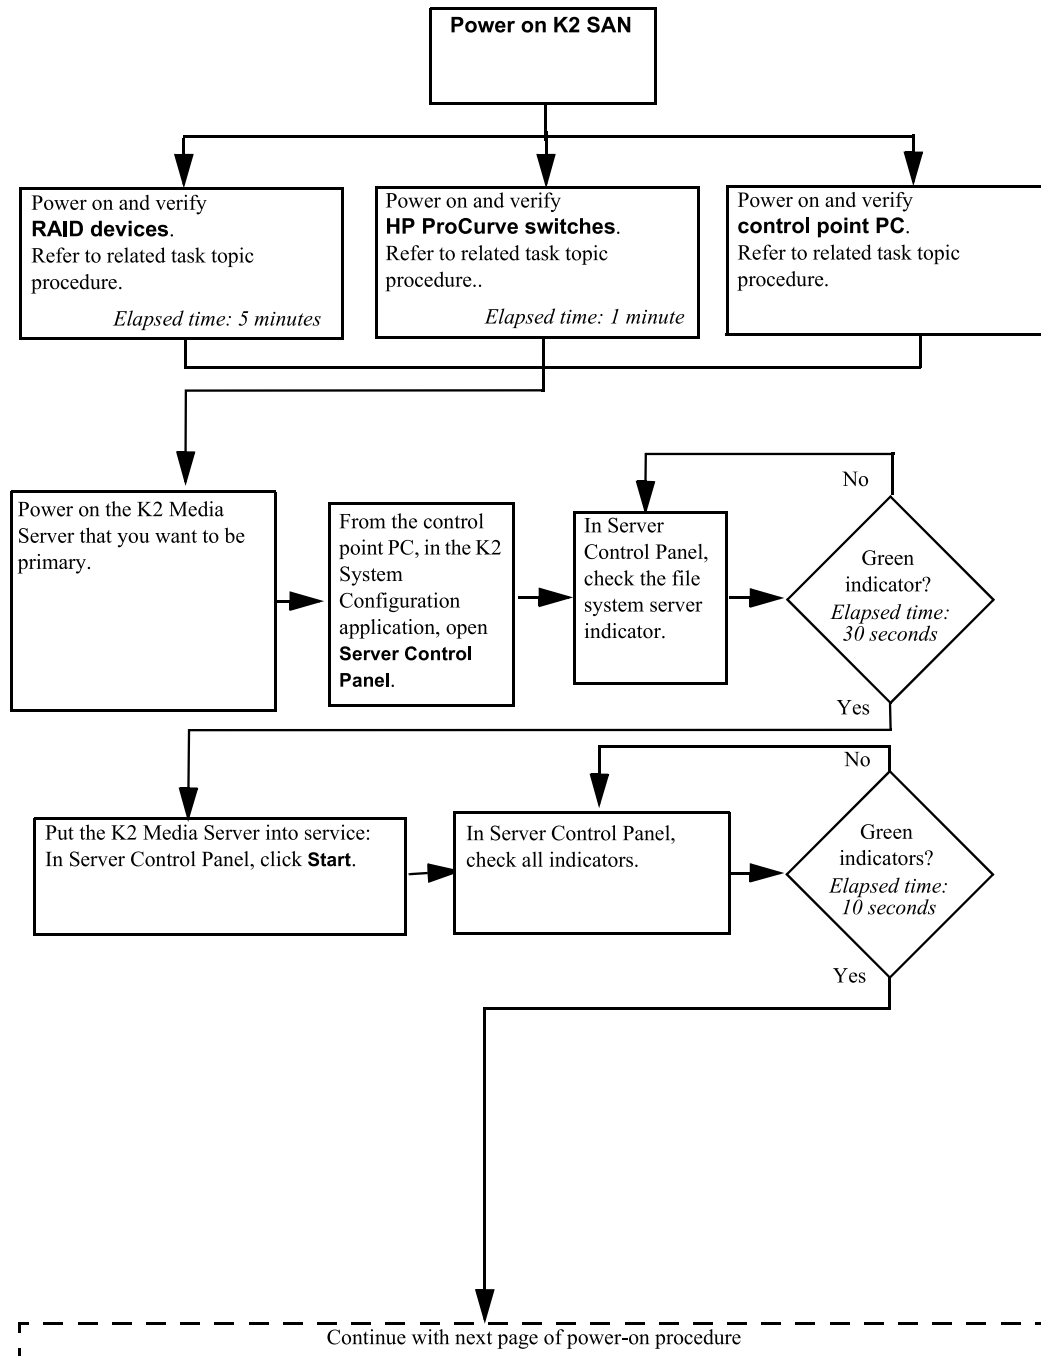 Power on K2 SAN
Power on and verify
RAID devices.
Refer to related task topic
procedure.
Elapsed time: 5 minutes
Power on and verify
HP ProCurve switches.
Refer to related task topic
procedure..
Elapsed time: 1 minute
Power on and verify
control point PC.
Refer to related task topic
procedure.
Power on the K2 Media
Server that you want to be
primary.
From the control
point PC, in the K2
System
Configuration
application, open
Server Control
Panel.
In Server
Control Panel,
check the file
system server
indicator.
No
Green
indicator?
Elapsed time:
30 seconds
Yes
Put the K2 Media Server into service:
In Server Control Panel, click Start.
In Server Control Panel,
check all indicators.
No
Green
indicators?
Elapsed time:
10 seconds
Yes
Continue with next page of power-on procedure